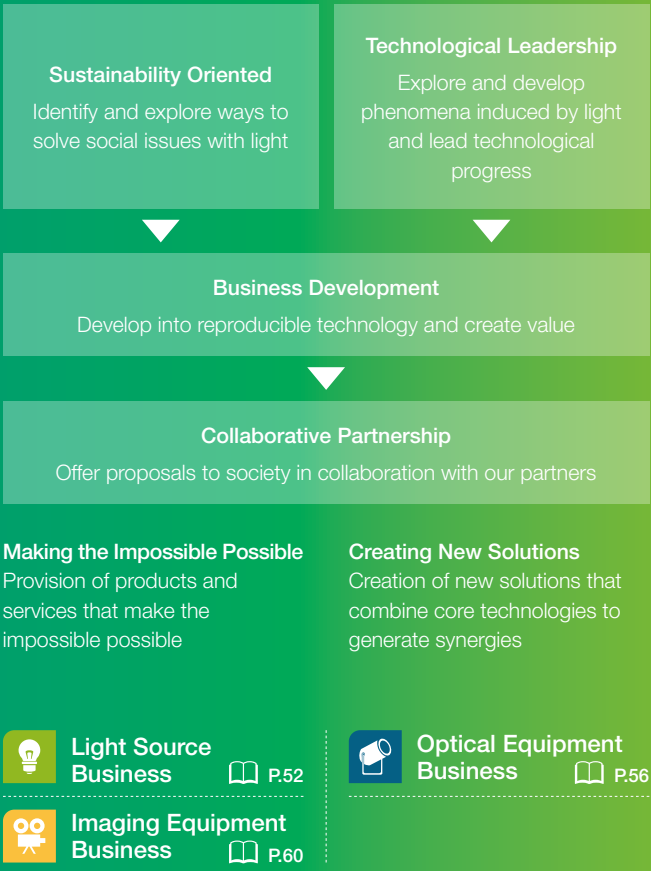 Sustainability Oriented
Identify and explore ways to
solve social issues with light
Technological Leadership
Explore and develop
phenomena induced by light
and lead technological
progress
Business Development
Develop into reproducible technology and create value
Collaborative Partnership
Offer proposals to society in collaboration with our partners
Making the Impossible Possible
Provision of products and
services that make the
impossible possible
Creating New Solutions
Creation of new solutions that
combine core technologies to
generate synergies
Light Source
Business P.52
Imaging Equipment
Business P.60
Optical Equipment
Business P.56